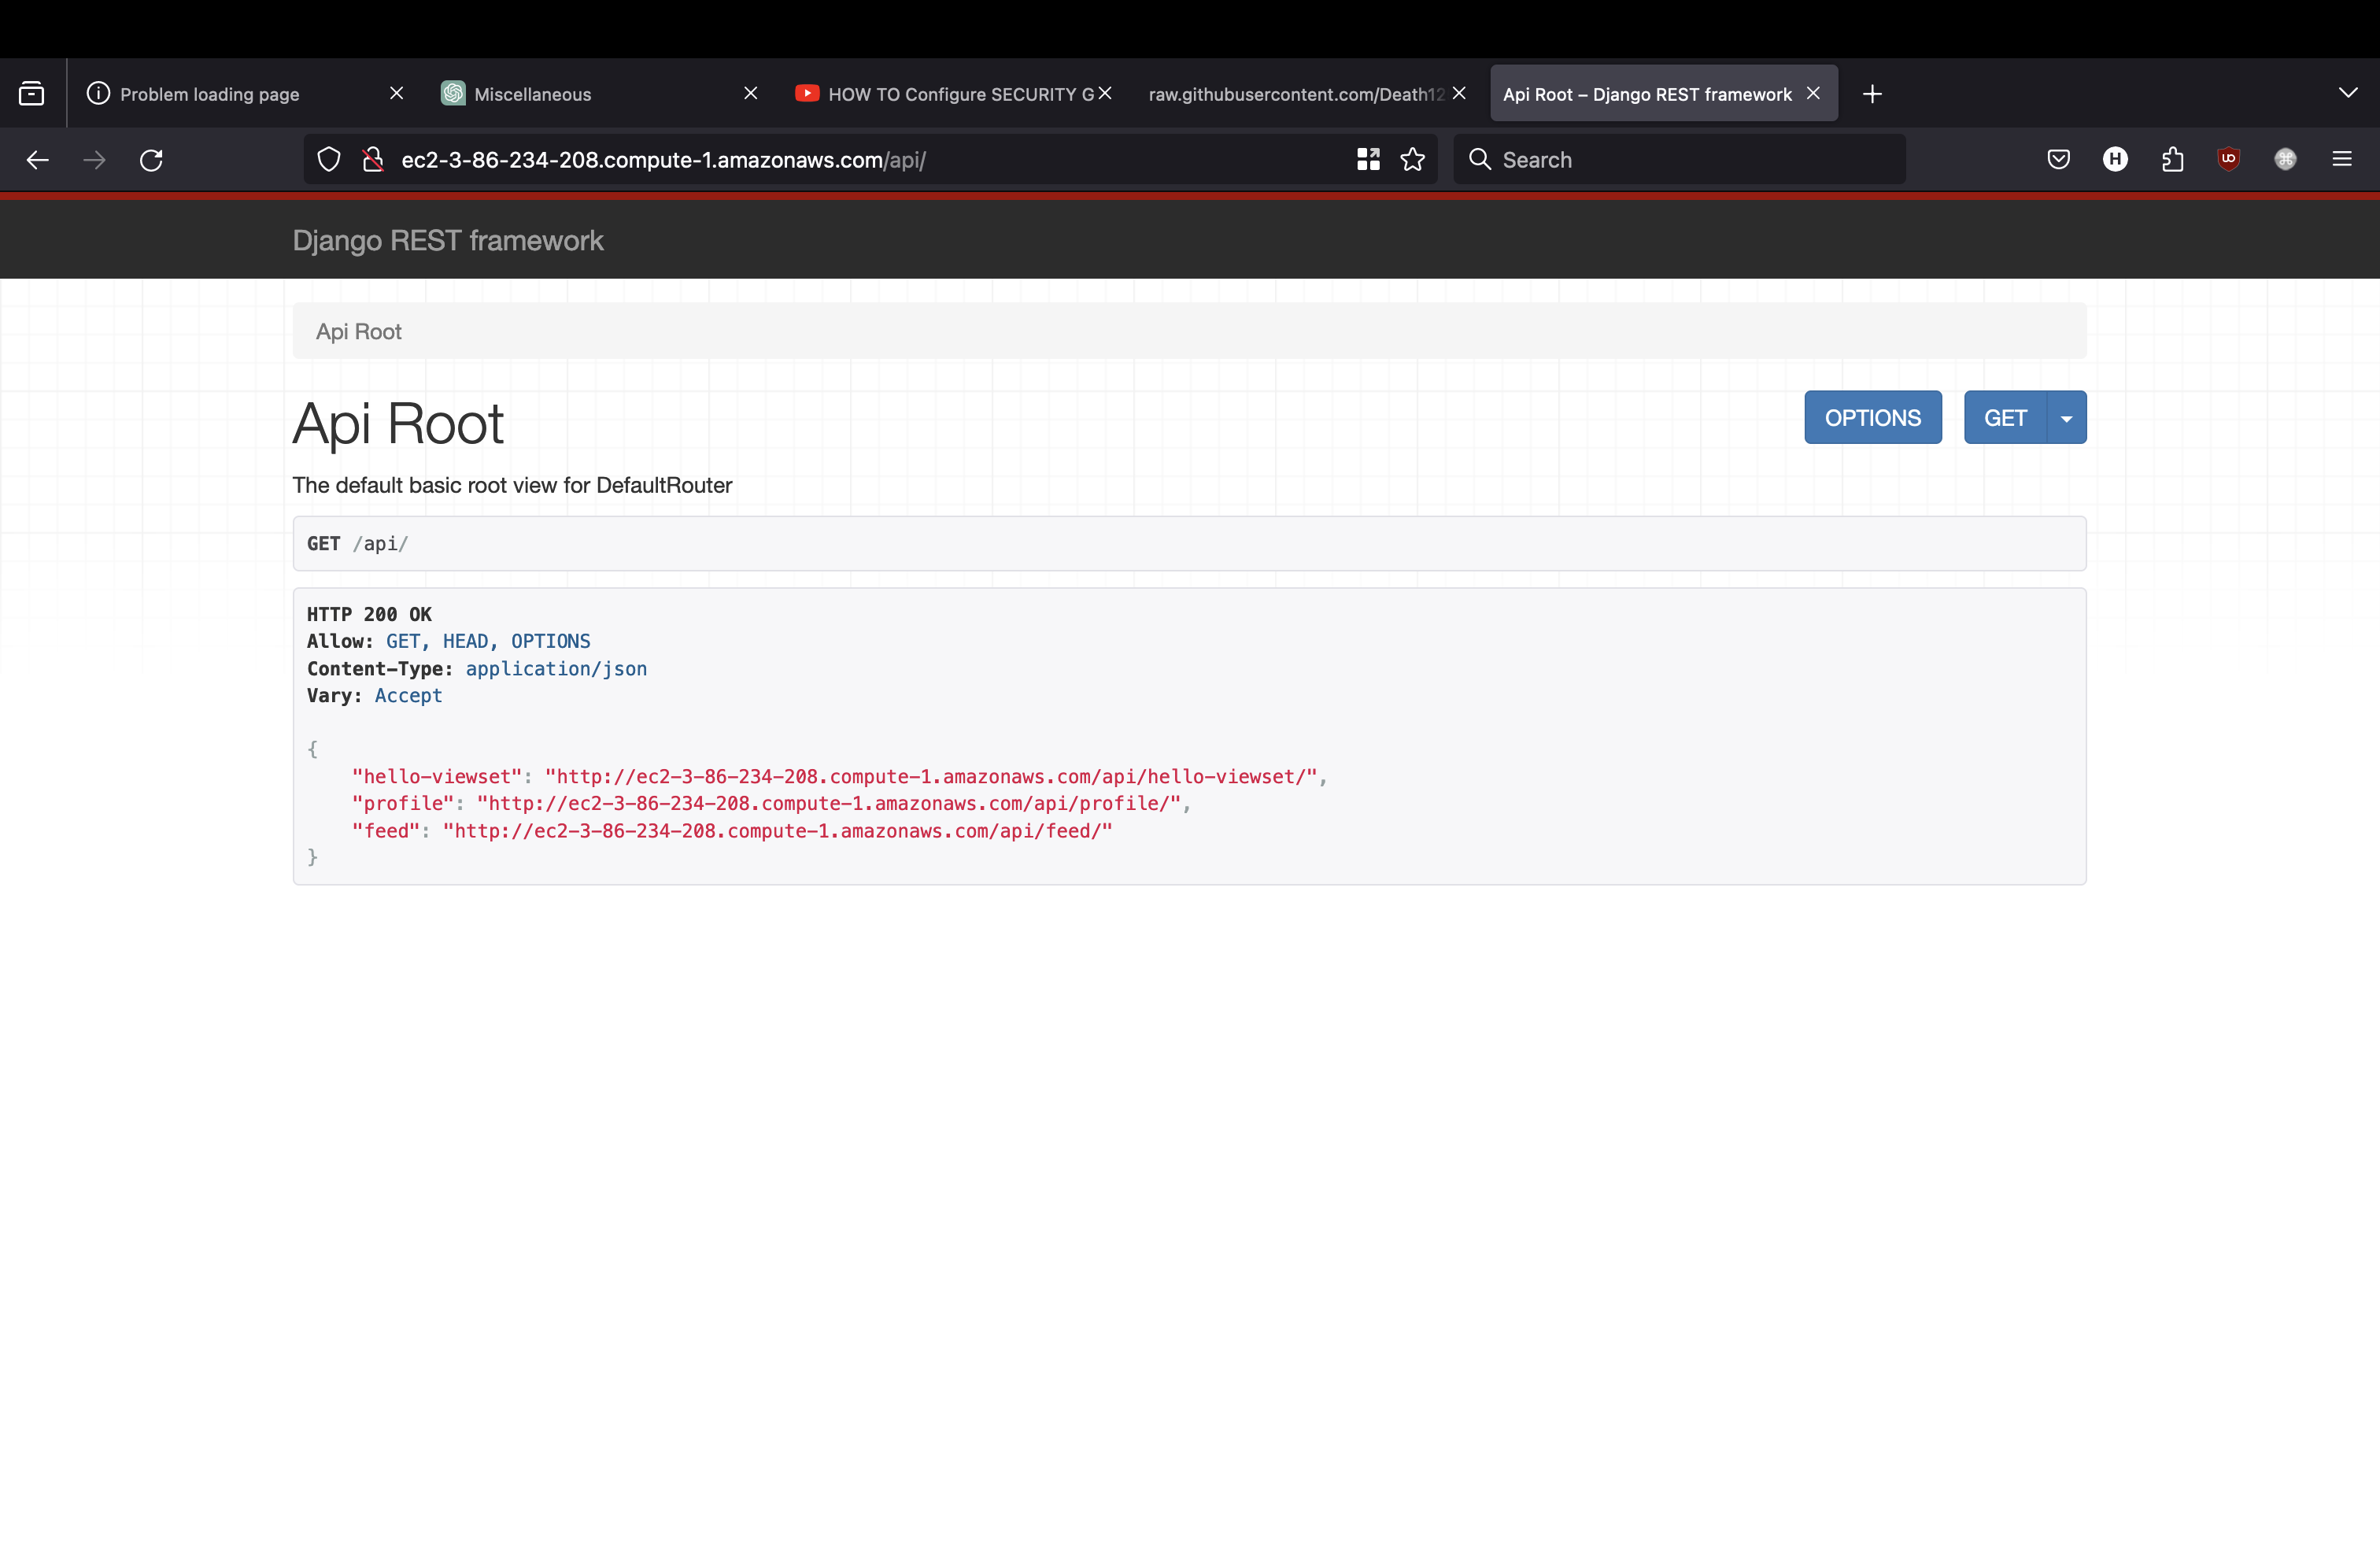 Problem loading page
Miscellaneous
HOW TO Configure SECURITY G
raw.githubusercontent.com/Death12
Api Root – Django REST framework
ec2-3-86-234-208.compute-1.amazonaws.com/api/
Search
H
UO
Django REST framework
Api Root
Api Root
OPTIONS
GET
The default basic root view for DefaultRouter
GET /api/
HTTP 200 OK
Allow: GET, HEAD, OPTIONS
Content-Type: application/json
Vary: Accept
{
    "hello-viewset": "http://ec2-3-86-234-208.compute-1.amazonaws.com/api/hello-viewset/",
    "profile": "http://ec2-3-86-234-208.compute-1.amazonaws.com/api/profile/",
    "feed": "http://ec2-3-86-234-208.compute-1.amazonaws.com/api/feed/"
}